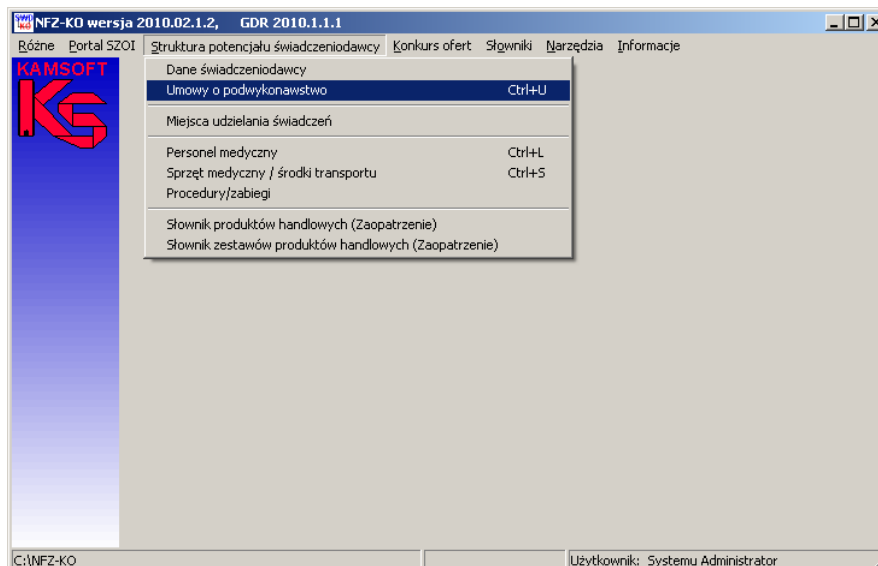 NFZ-KO wersja 2010.02.1.2, GDR 2010.1.1.1
Różne Portal SZOI Struktura potencjału świadczeniodawcy Konkurs ofert Słowniki Narzędzia Informacje
KAMSOFT
Dane świadczeniodawcy
Umowy o podwykonawstwo Ctrl+U
Miejsca udzielania świadczeń
Personel medyczny Ctrl+L
Sprzęt medyczny / środki transportu Ctrl+S
Procedury/zabiegi
Słownik produktów handlowych (Zaopatrzenie)
Słownik zestawów produktów handlowych (Zaopatrzenie)
C:\NFZ-KO Użytkownik: Systemu Administrator